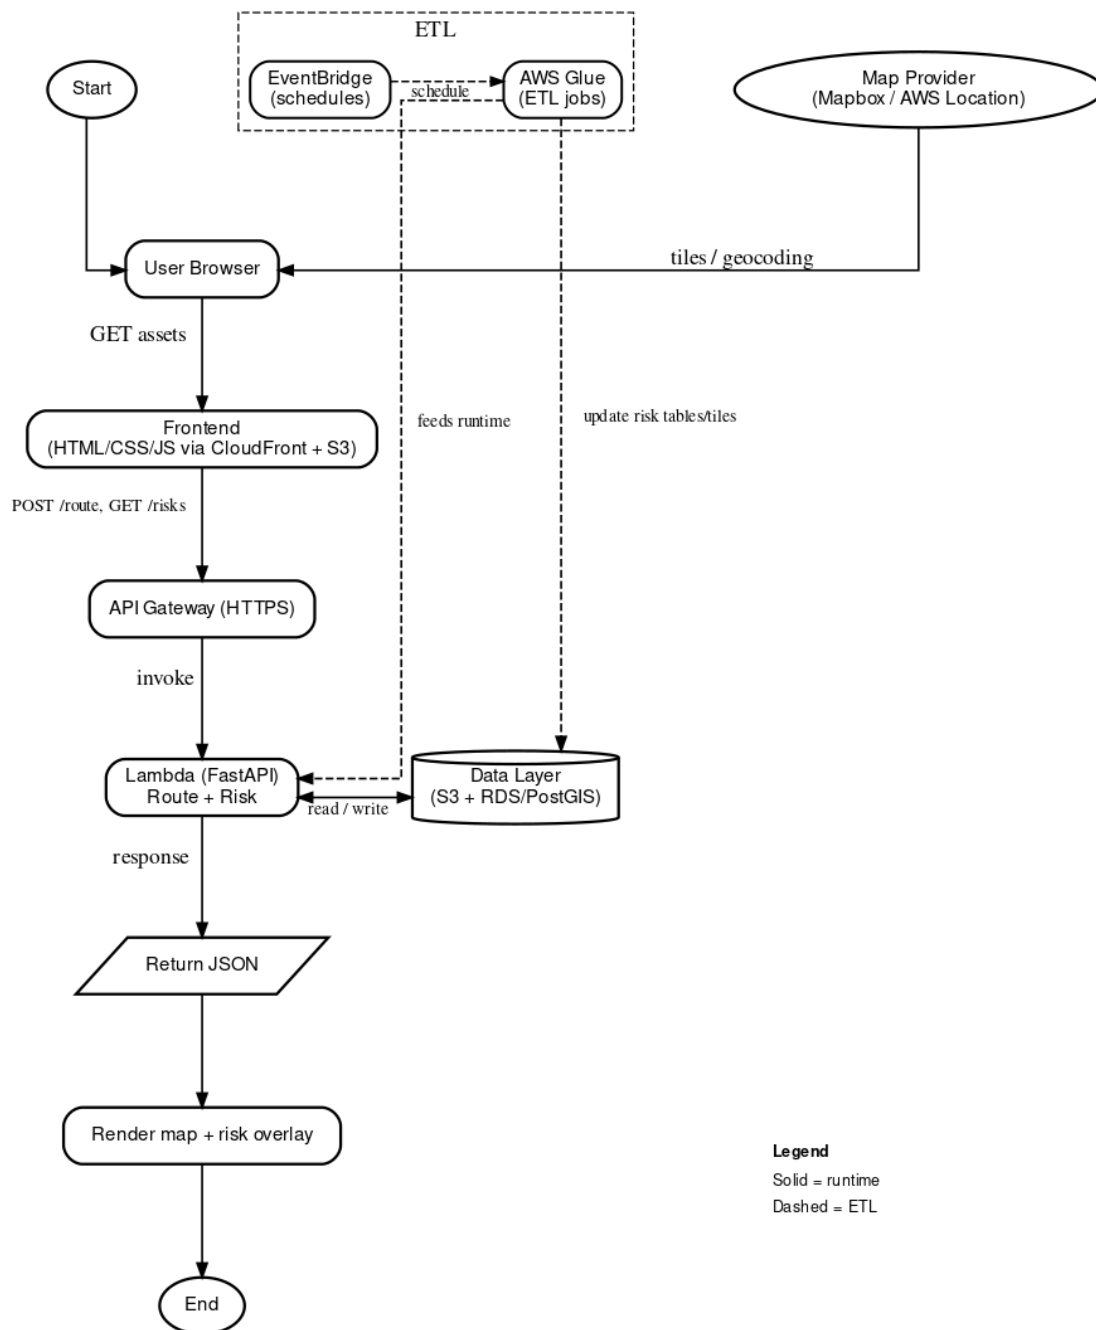 ETL
Start
EventBridge
(schedules)
schedule
AWS Glue
(ETL jobs)
Map Provider
(Mapbox / AWS Location)
User Browser
tiles / geocoding
GET assets
Frontend
(HTML/CSS/JS via CloudFront + S3)
feeds runtime
update risk tables/tiles
POST /route, GET /risks
API Gateway (HTTPS)
invoke
Lambda (FastAPI)
Route + Risk
read / write
Data Layer
(S3 + RDS/PostGIS)
response
Return JSON
Render map + risk overlay
Legend
Solid = runtime
Dashed = ETL
End